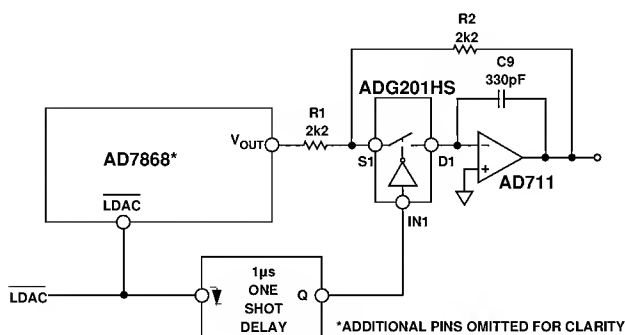 R2
2k2
C9
330pF
ADG201HS
R1
2k2
VOUT
S1
D1
AD7868*
AD711
LDAC
IN1
1µs
ONE
SHOT
DELAY
Q
LDAC
*ADDITIONAL PINS OMITTED FOR CLARITY